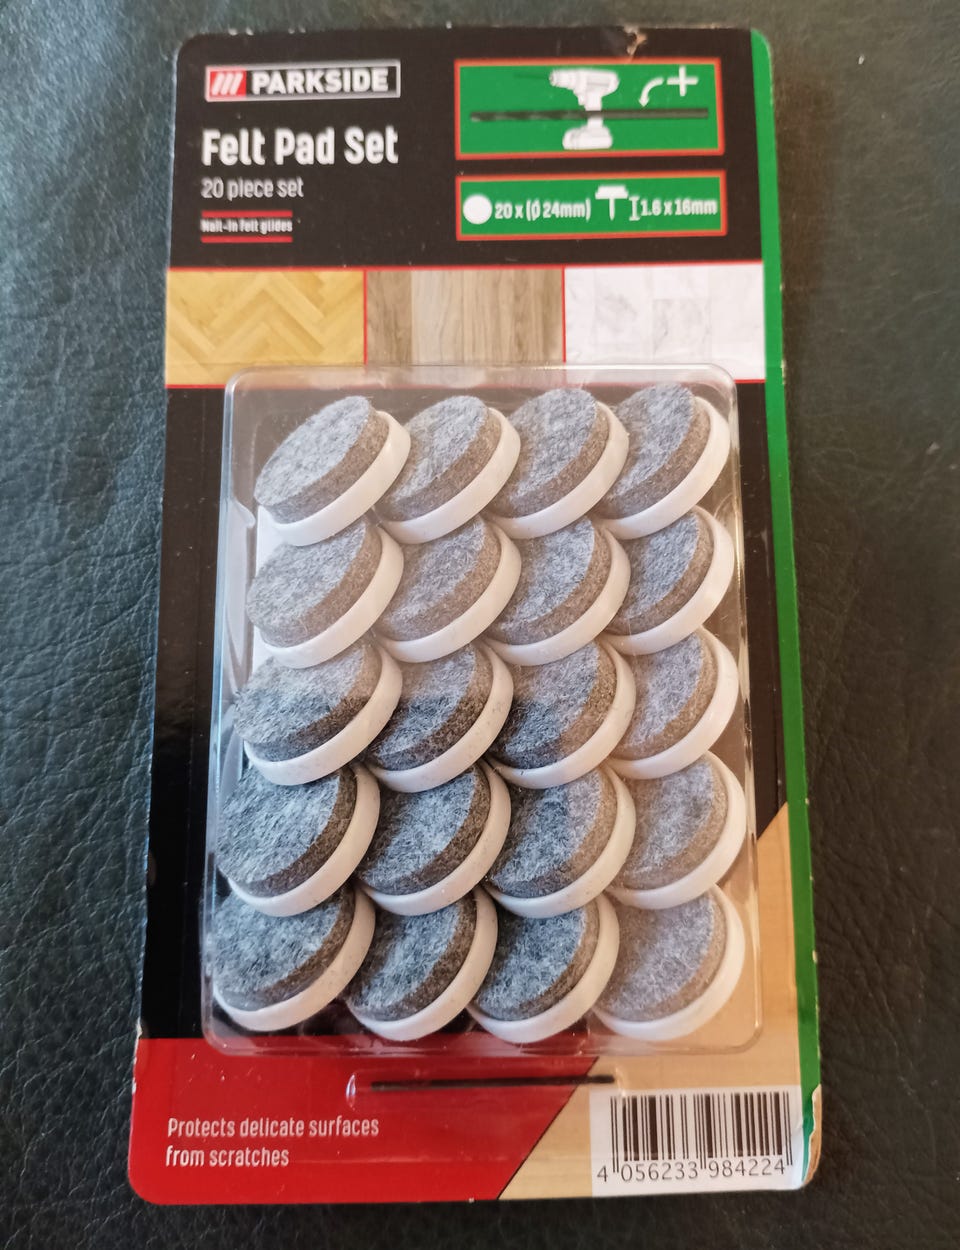 PARKSIDE
Felt Pad Set
20 piece set
Nail-in felt glides
20 x (Ø 24mm) 1.6 x 16mm
Protects delicate surfaces
from scratches
4 056233 984224